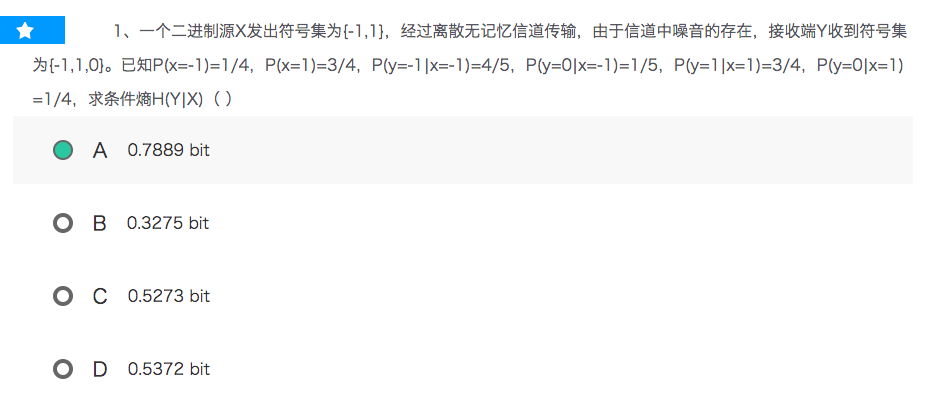 1、一个二进制源X发出符号集为{-1,1}，经过离散无记忆信道传输，由于信道中噪音的存在，接收端Y收到符号集
为{-1,1,0}。已知P(x=-1)=1/4，P(x=1)=3/4，P(y=-1|x=-1)=4/5，P(y=0|x=-1)=1/5，P(y=1|x=1)=3/4，P(y=0|x=1)
=1/4，求条件熵H(Y|X)（ ）
A 0.7889 bit
B 0.3275 bit
C 0.5273 bit
D 0.5372 bit